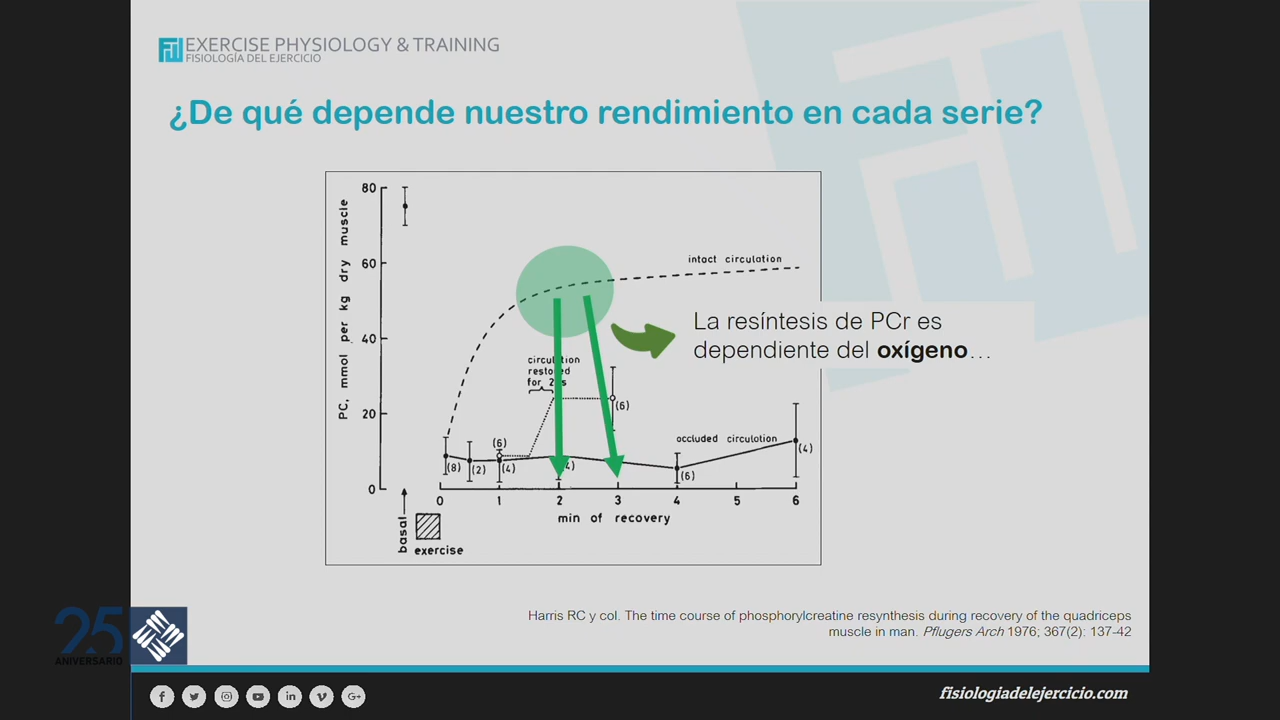 EXERCISE PHYSIOLOGY & TRAINING
FISIOLOGÍA DEL EJERCICIO
¿De qué depende nuestro rendimiento en cada serie?
PC, mmol per kg dry muscle
80
60
40
20
0
intact circulation
circulation
restored
for
(6)
(6)
occluded circulation
(8)
(2)
(4)
(6)
(4)
0 1 2 3 4 5 6
min of recovery
basal
exercise
La resíntesis de PCr es
dependiente del oxígeno...
Harris RC y col. The time course of phosphorylcreatine resynthesis during recovery of the quadriceps
muscle in man. Pflugers Arch 1976; 367(2): 137-42
25
ANIVERSARIO
fisiologiadelejercicio.com